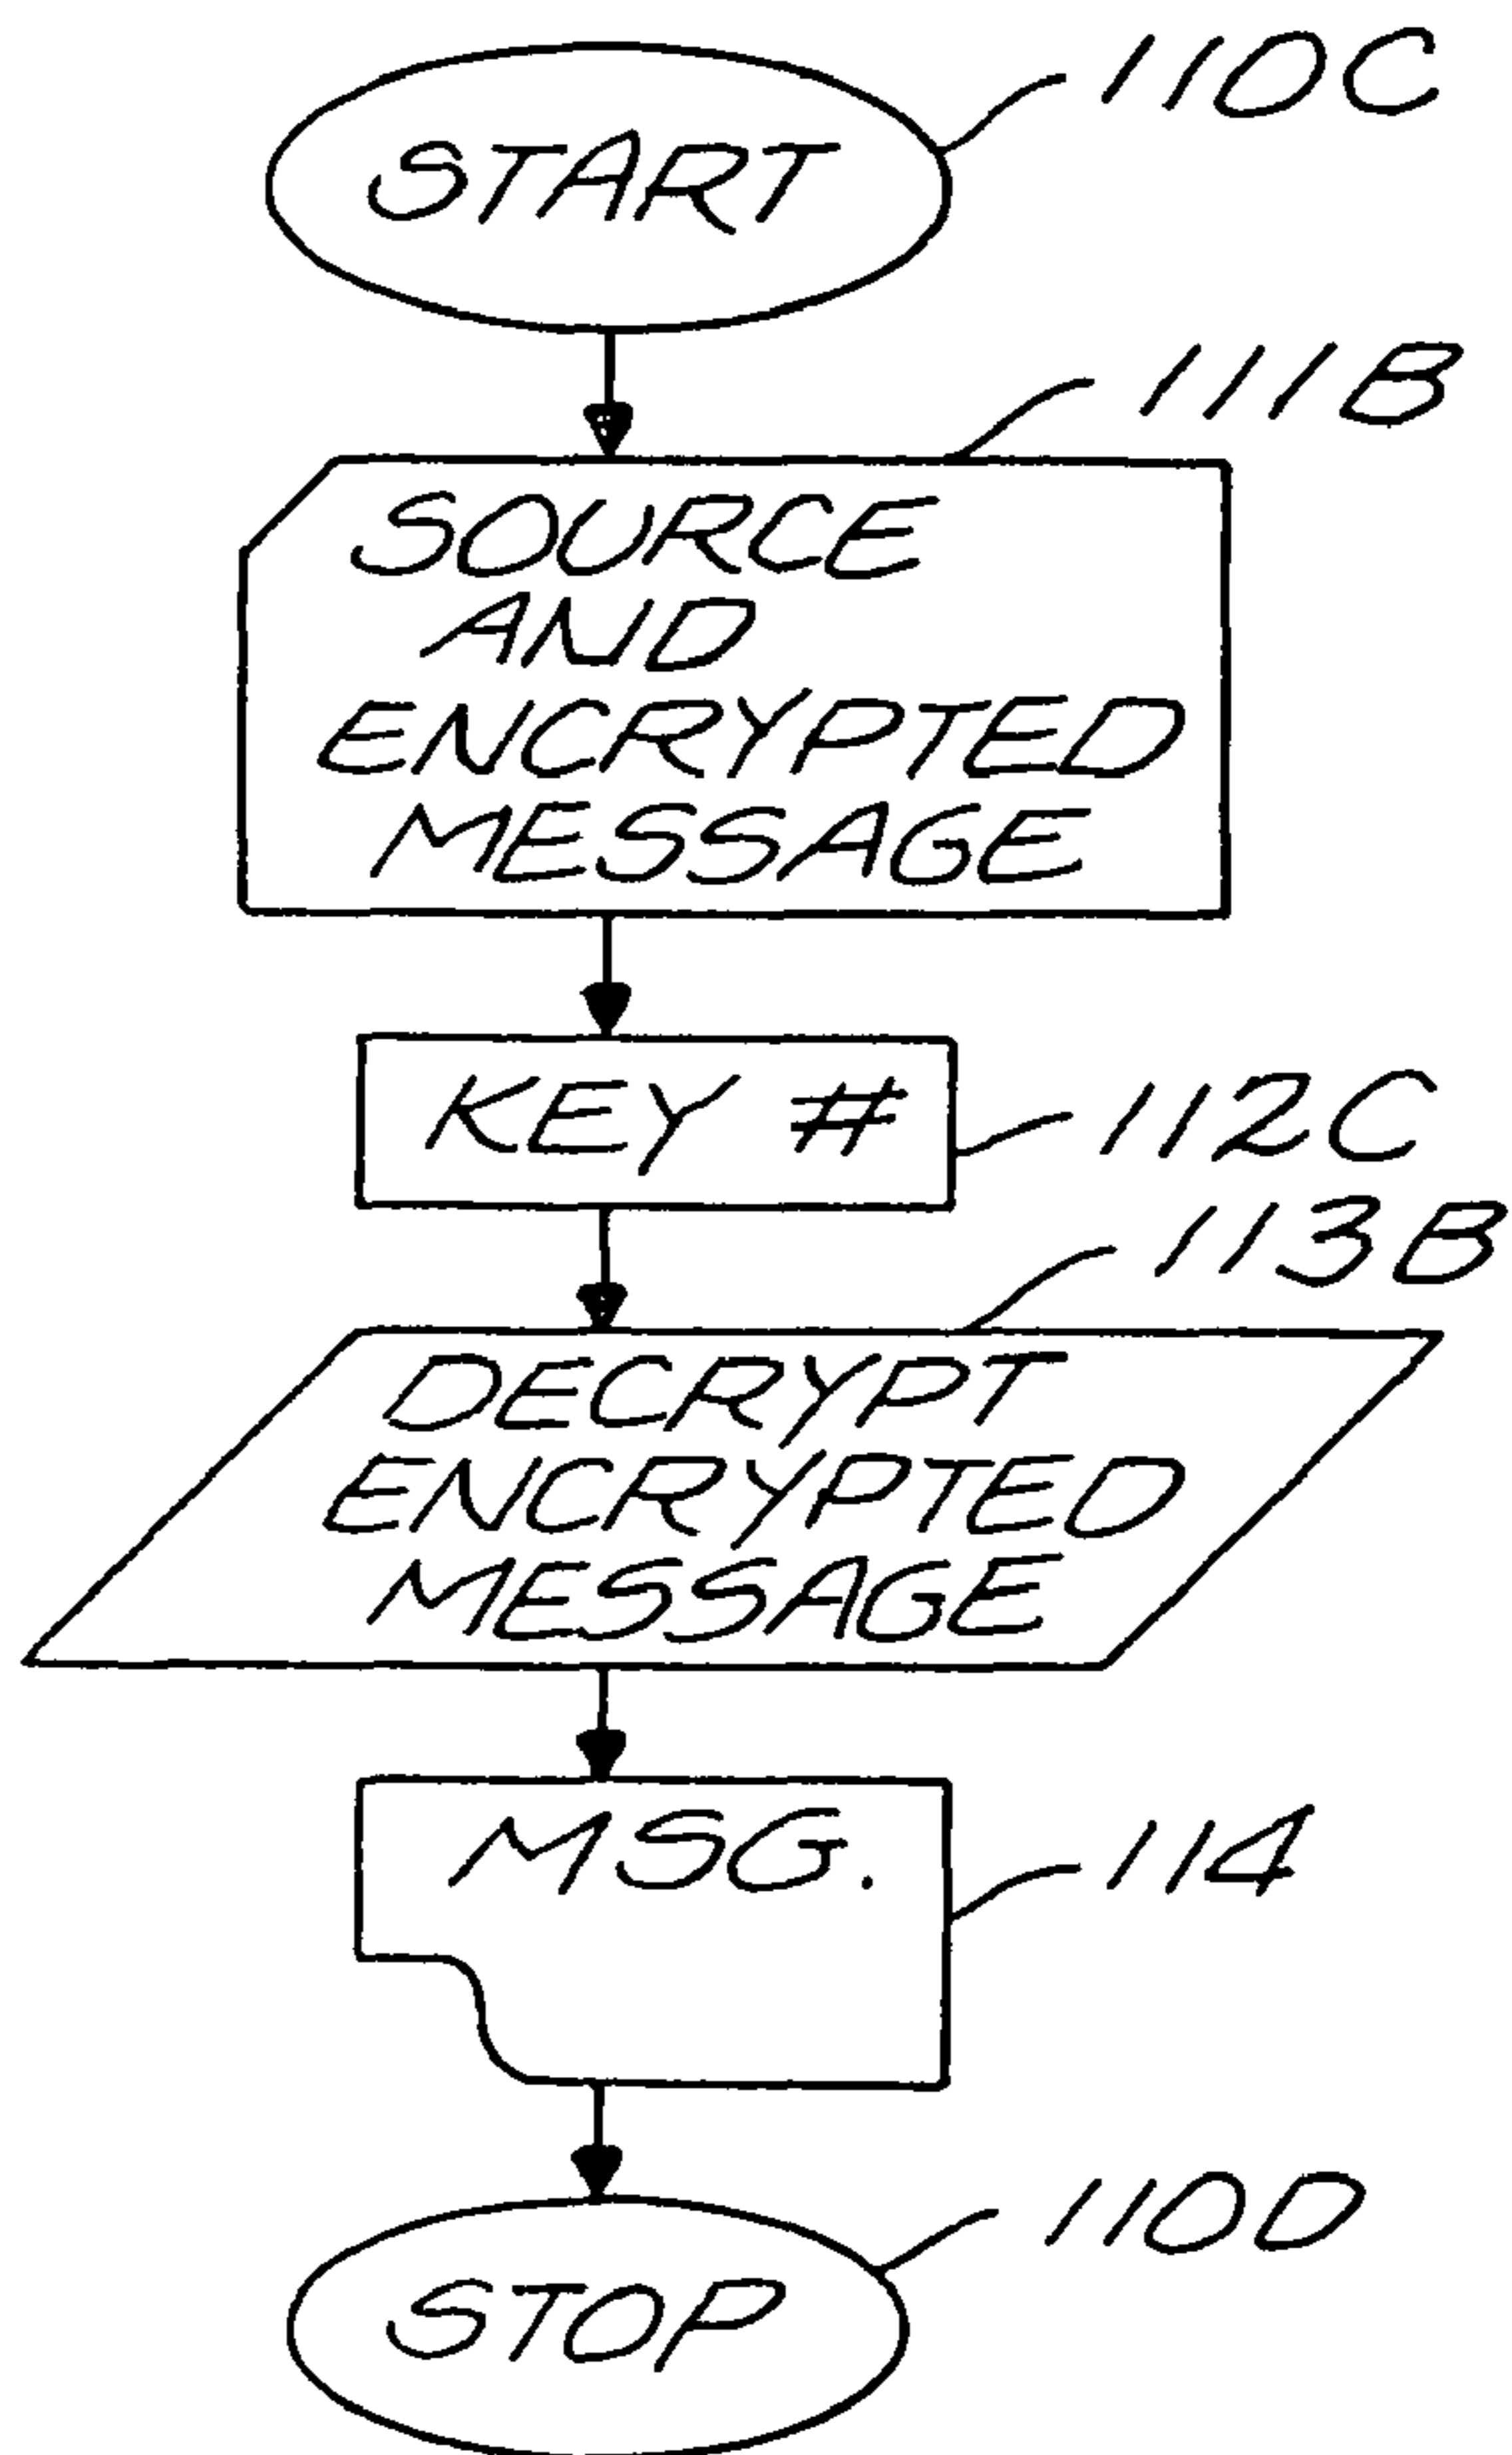 START
110C
111B
SOURCE
AND
ENCRYPTED
MESSAGE
KEY #
112C
113B
DECRYPT
ENCRYPTED
MESSAGE
MSG.
114
110D
STOP